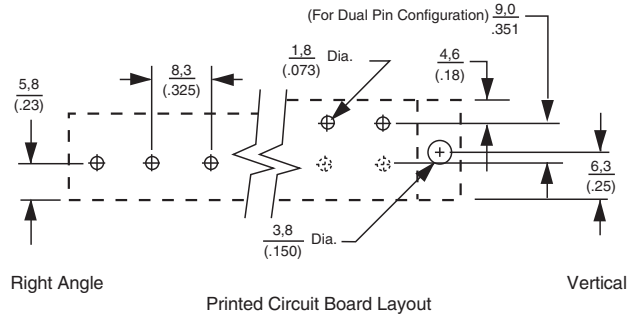 (For Dual Pin Configuration) 9,0
.351
1,8 Dia.
(.073)
4,6
(.18)
8,3
(.325)
5,8
(.23)
6,3
(.25)
3,8 Dia.
(.150)
Right Angle
Vertical
Printed Circuit Board Layout